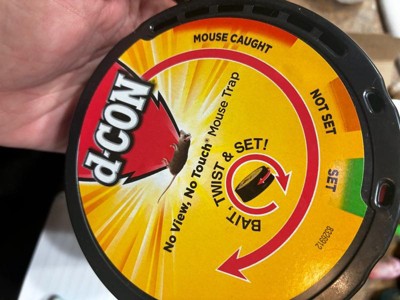 MOUSE CAUGHT
NOT SET
SET
d-CON
No View, No Touch® Mouse Trap
BAIT, TWIST & SET!